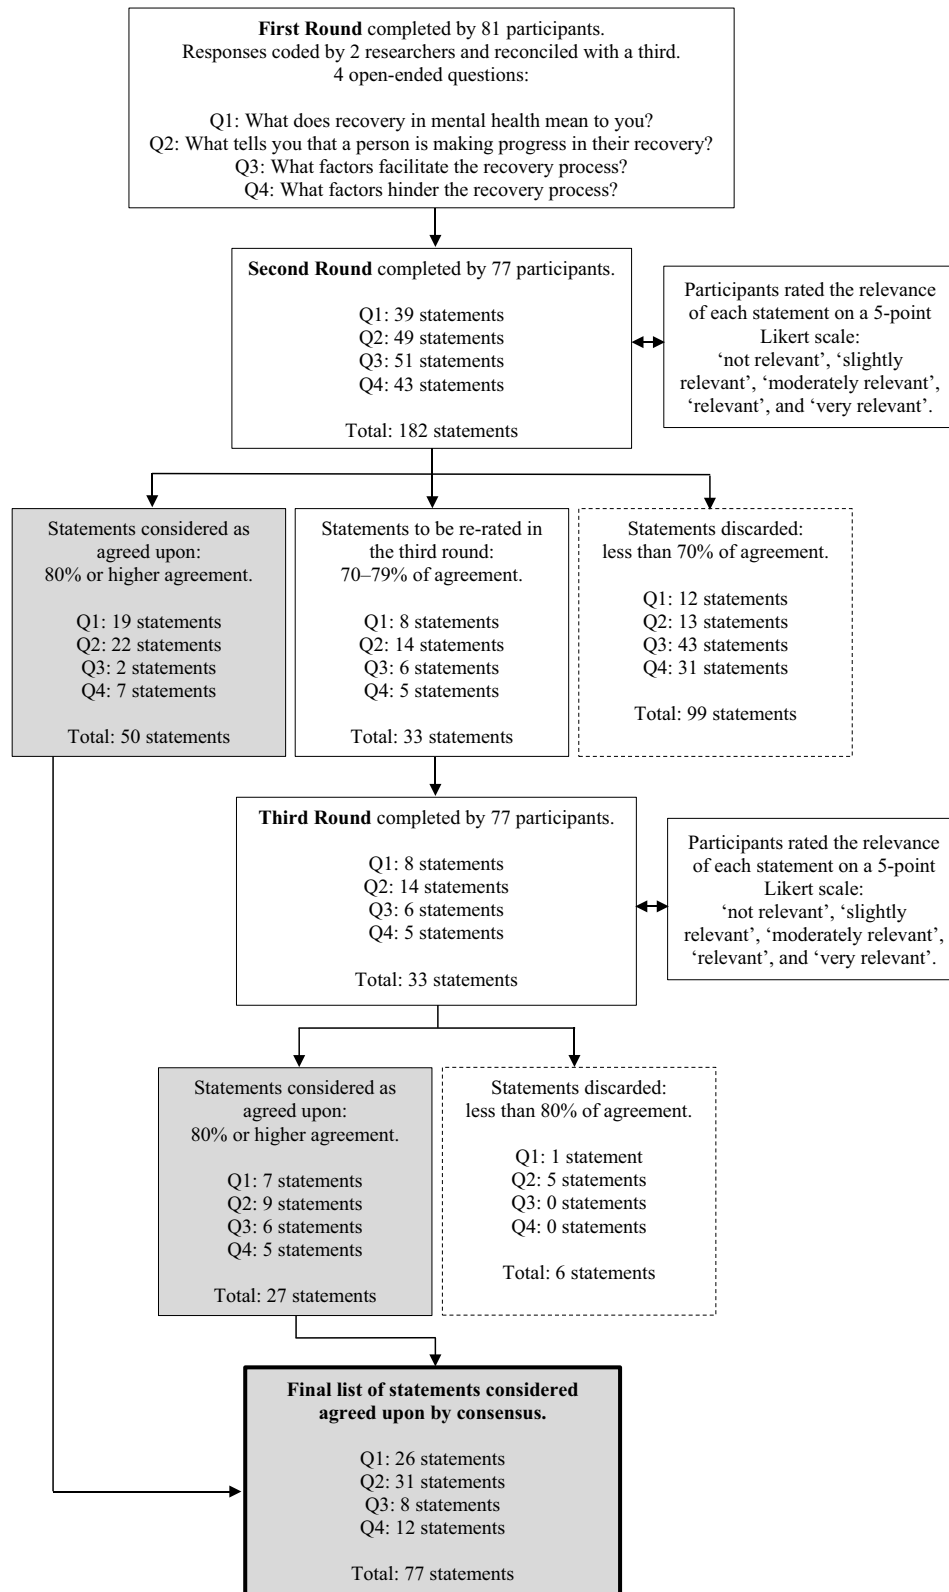 First Round completed by 81 participants.
Responses coded by 2 researchers and reconciled with a third.
4 open-ended questions:
Q1: What does recovery in mental health mean to you?
Q2: What tells you that a person is making progress in their recovery?
Q3: What factors facilitate the recovery process?
Q4: What factors hinder the recovery process?
Second Round completed by 77 participants.
Q1: 39 statements
Q2: 49 statements
Q3: 51 statements
Q4: 43 statements
Total: 182 statements
Participants rated the relevance
of each statement on a 5-point
Likert scale:
‘not relevant’, ‘slightly
relevant’, ‘moderately relevant’,
‘relevant’, and ‘very relevant’.
Statements considered as
agreed upon:
80% or higher agreement.
Q1: 19 statements
Q2: 22 statements
Q3: 2 statements
Q4: 7 statements
Total: 50 statements
Statements to be re-rated in
the third round:
70–79% of agreement.
Q1: 8 statements
Q2: 14 statements
Q3: 6 statements
Q4: 5 statements
Total: 33 statements
Statements discarded:
less than 70% of agreement.
Q1: 12 statements
Q2: 13 statements
Q3: 43 statements
Q4: 31 statements
Total: 99 statements
Third Round completed by 77 participants.
Q1: 8 statements
Q2: 14 statements
Q3: 6 statements
Q4: 5 statements
Total: 33 statements
Participants rated the relevance
of each statement on a 5-point
Likert scale:
‘not relevant’, ‘slightly
relevant’, ‘moderately relevant’,
‘relevant’, and ‘very relevant’.
Statements considered as
agreed upon:
80% or higher agreement.
Q1: 7 statements
Q2: 9 statements
Q3: 6 statements
Q4: 5 statements
Total: 27 statements
Statements discarded:
less than 80% of agreement.
Q1: 1 statement
Q2: 5 statements
Q3: 0 statements
Q4: 0 statements
Total: 6 statements
Final list of statements considered
agreed upon by consensus.
Q1: 26 statements
Q2: 31 statements
Q3: 8 statements
Q4: 12 statements
Total: 77 statements